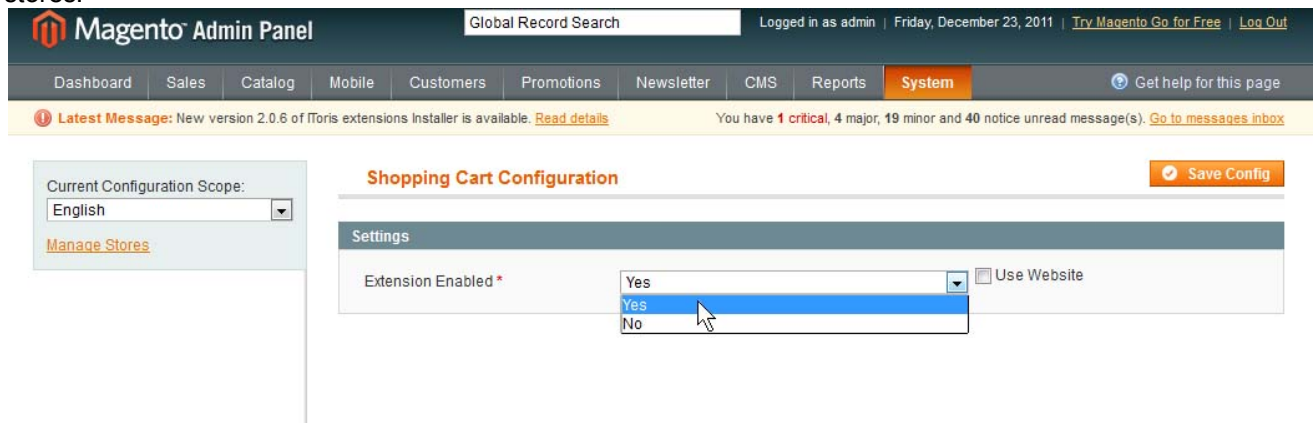 stores.
Magento Admin Panel
Global Record Search
Logged in as admin | Friday, December 23, 2011 | Try Magento Go for Free | Log Out
Dashboard Sales Catalog Mobile Customers Promotions Newsletter CMS Reports System Get help for this page
Latest Message: New version 2.0.6 of IToris extensions Installer is available. Read details You have 1 critical, 4 major, 19 minor and 40 notice unread message(s). Go to messages inbox
Current Configuration Scope:
English
Manage Stores
Shopping Cart Configuration
Save Config
Settings
Extension Enabled * Yes Use Website
Yes
No